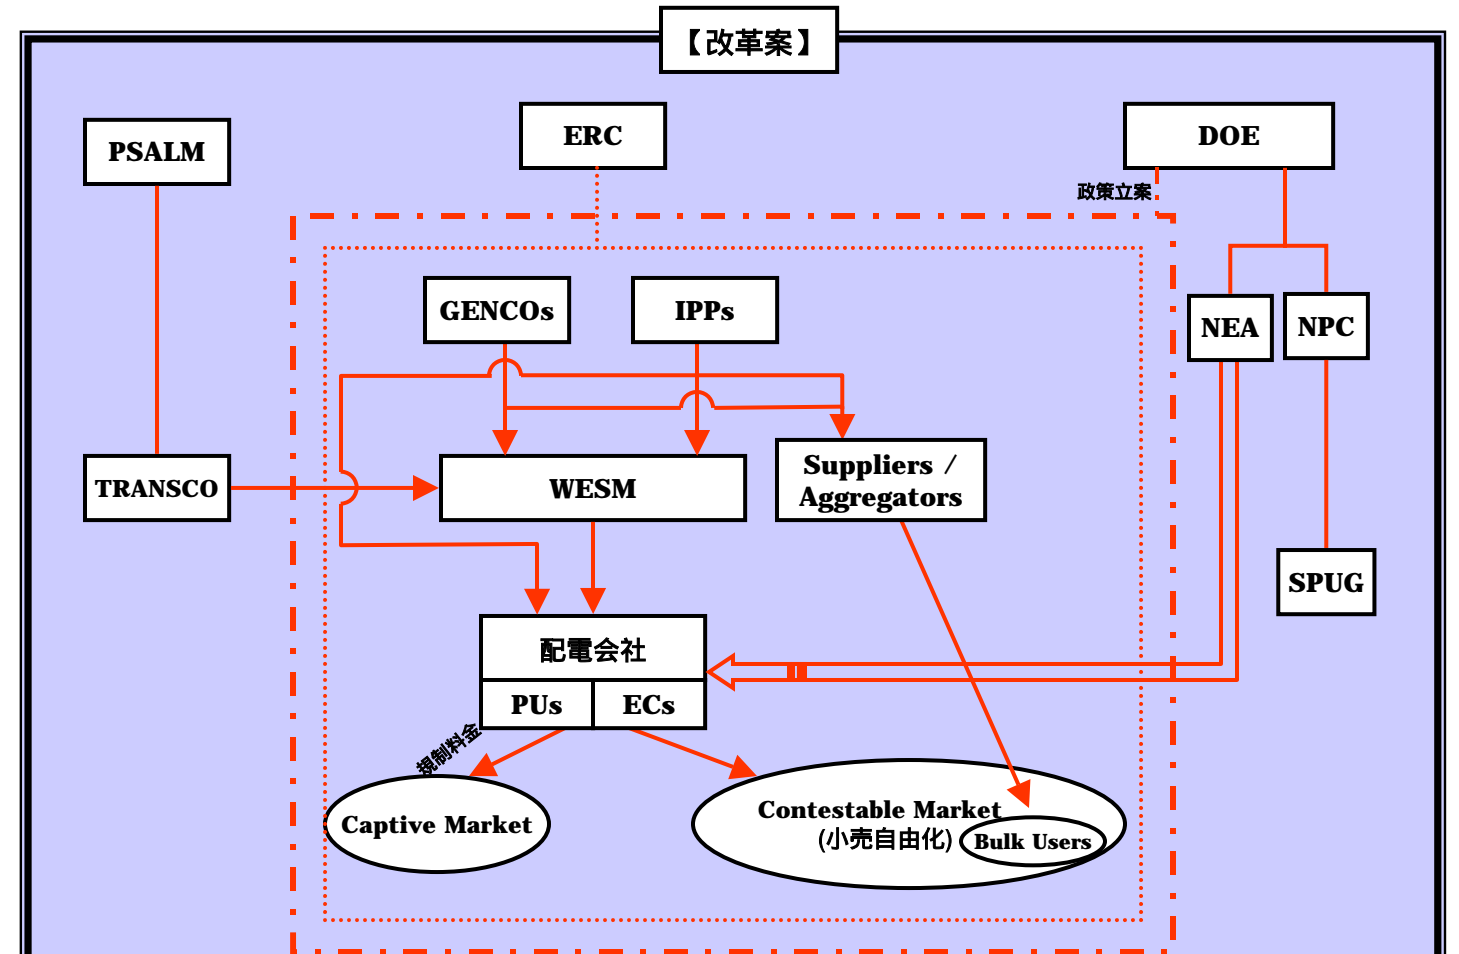 【改革案】
PSALM
ERC
DOE
政策立案
GENCOs
IPPs
NEA
NPC
TRANSCO
WESM
Suppliers /
Aggregators
SPUG
配電会社
PUs
ECs
規制料金
Captive Market
Contestable Market
(小売自由化)
Bulk Users